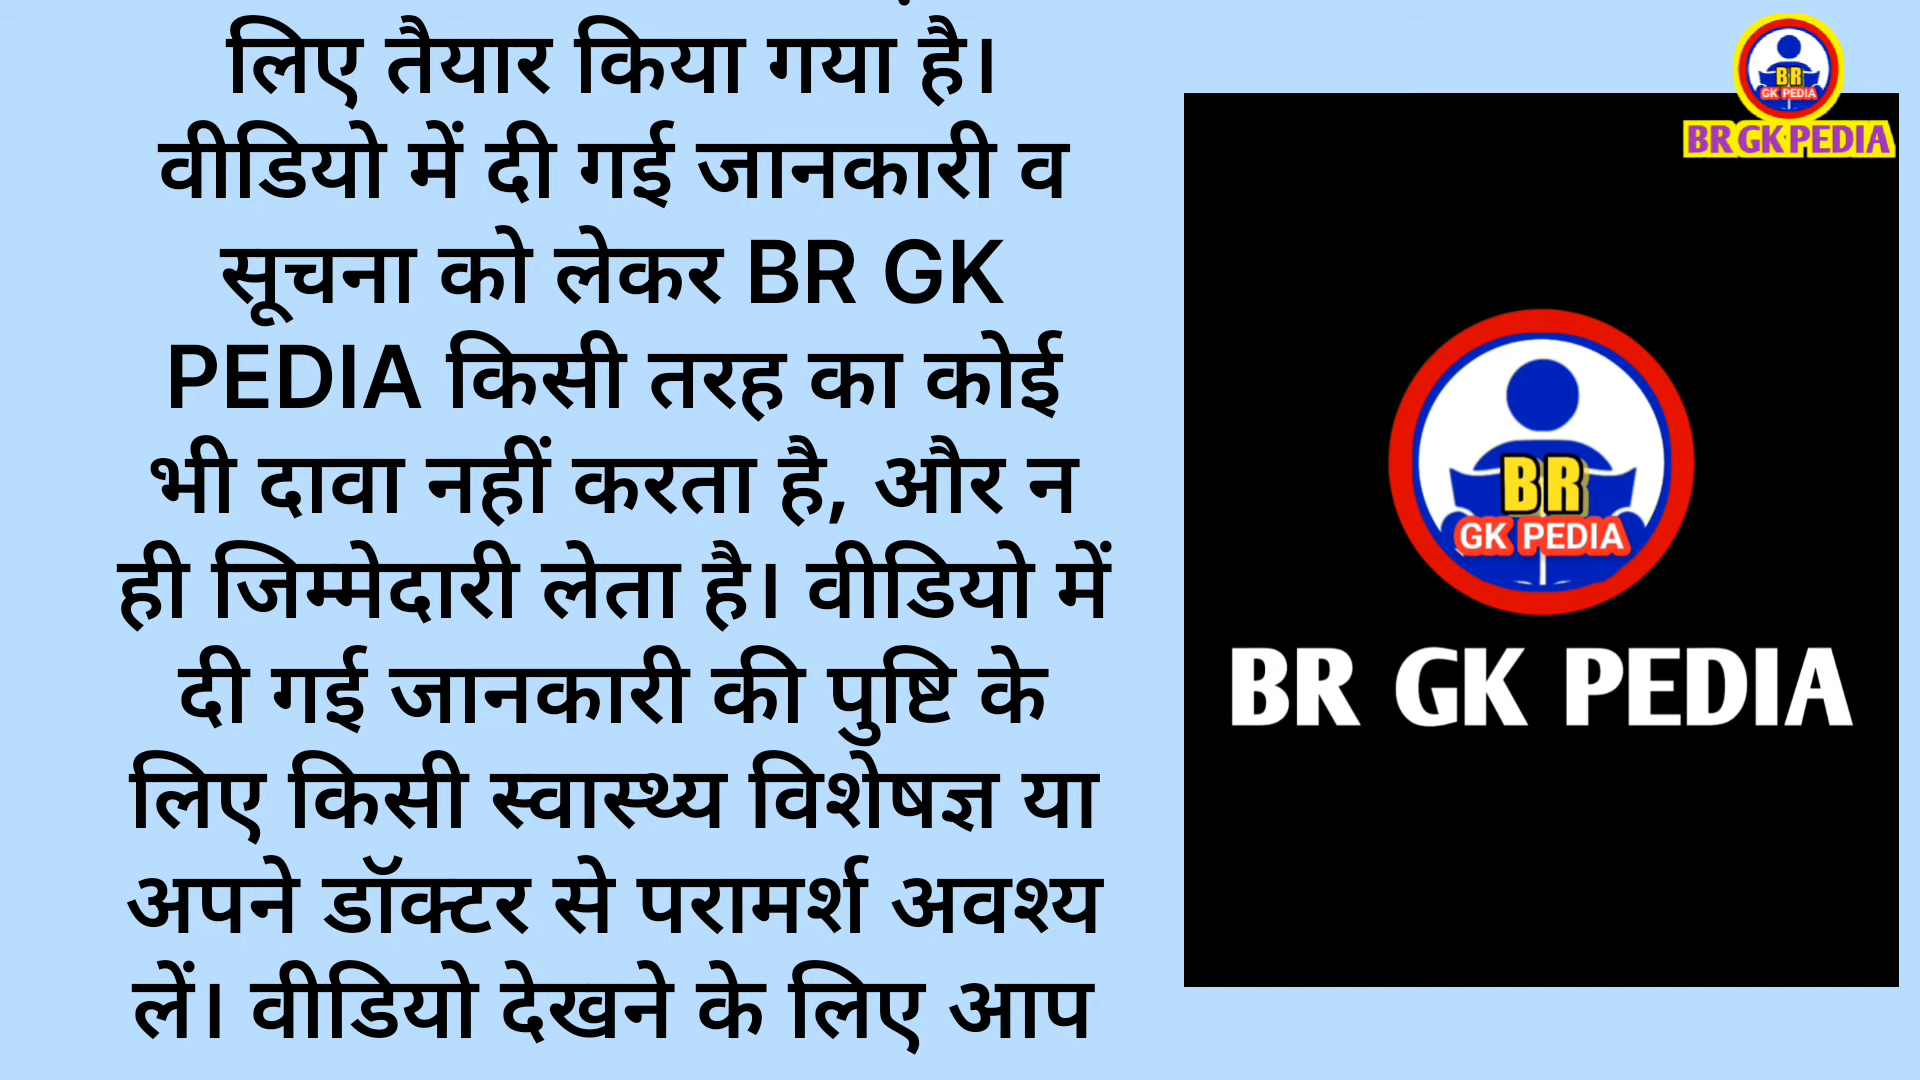 लिए तैयार किया गया है।
वीडियो में दी गई जानकारी व
सूचना को लेकर BR GK
PEDIA किसी तरह का कोई
भी दावा नहीं करता है, और न
ही जिम्मेदारी लेता है। वीडियो में
दी गई जानकारी की पुष्टि के
लिए किसी स्वास्थ्य विशेषज्ञ या
अपने डॉक्टर से परामर्श अवश्य
लें। वीडियो देखने के लिए आप
BR
GK PEDIA
BR GK PEDIA
BR
GK PEDIA
BR GK PEDIA